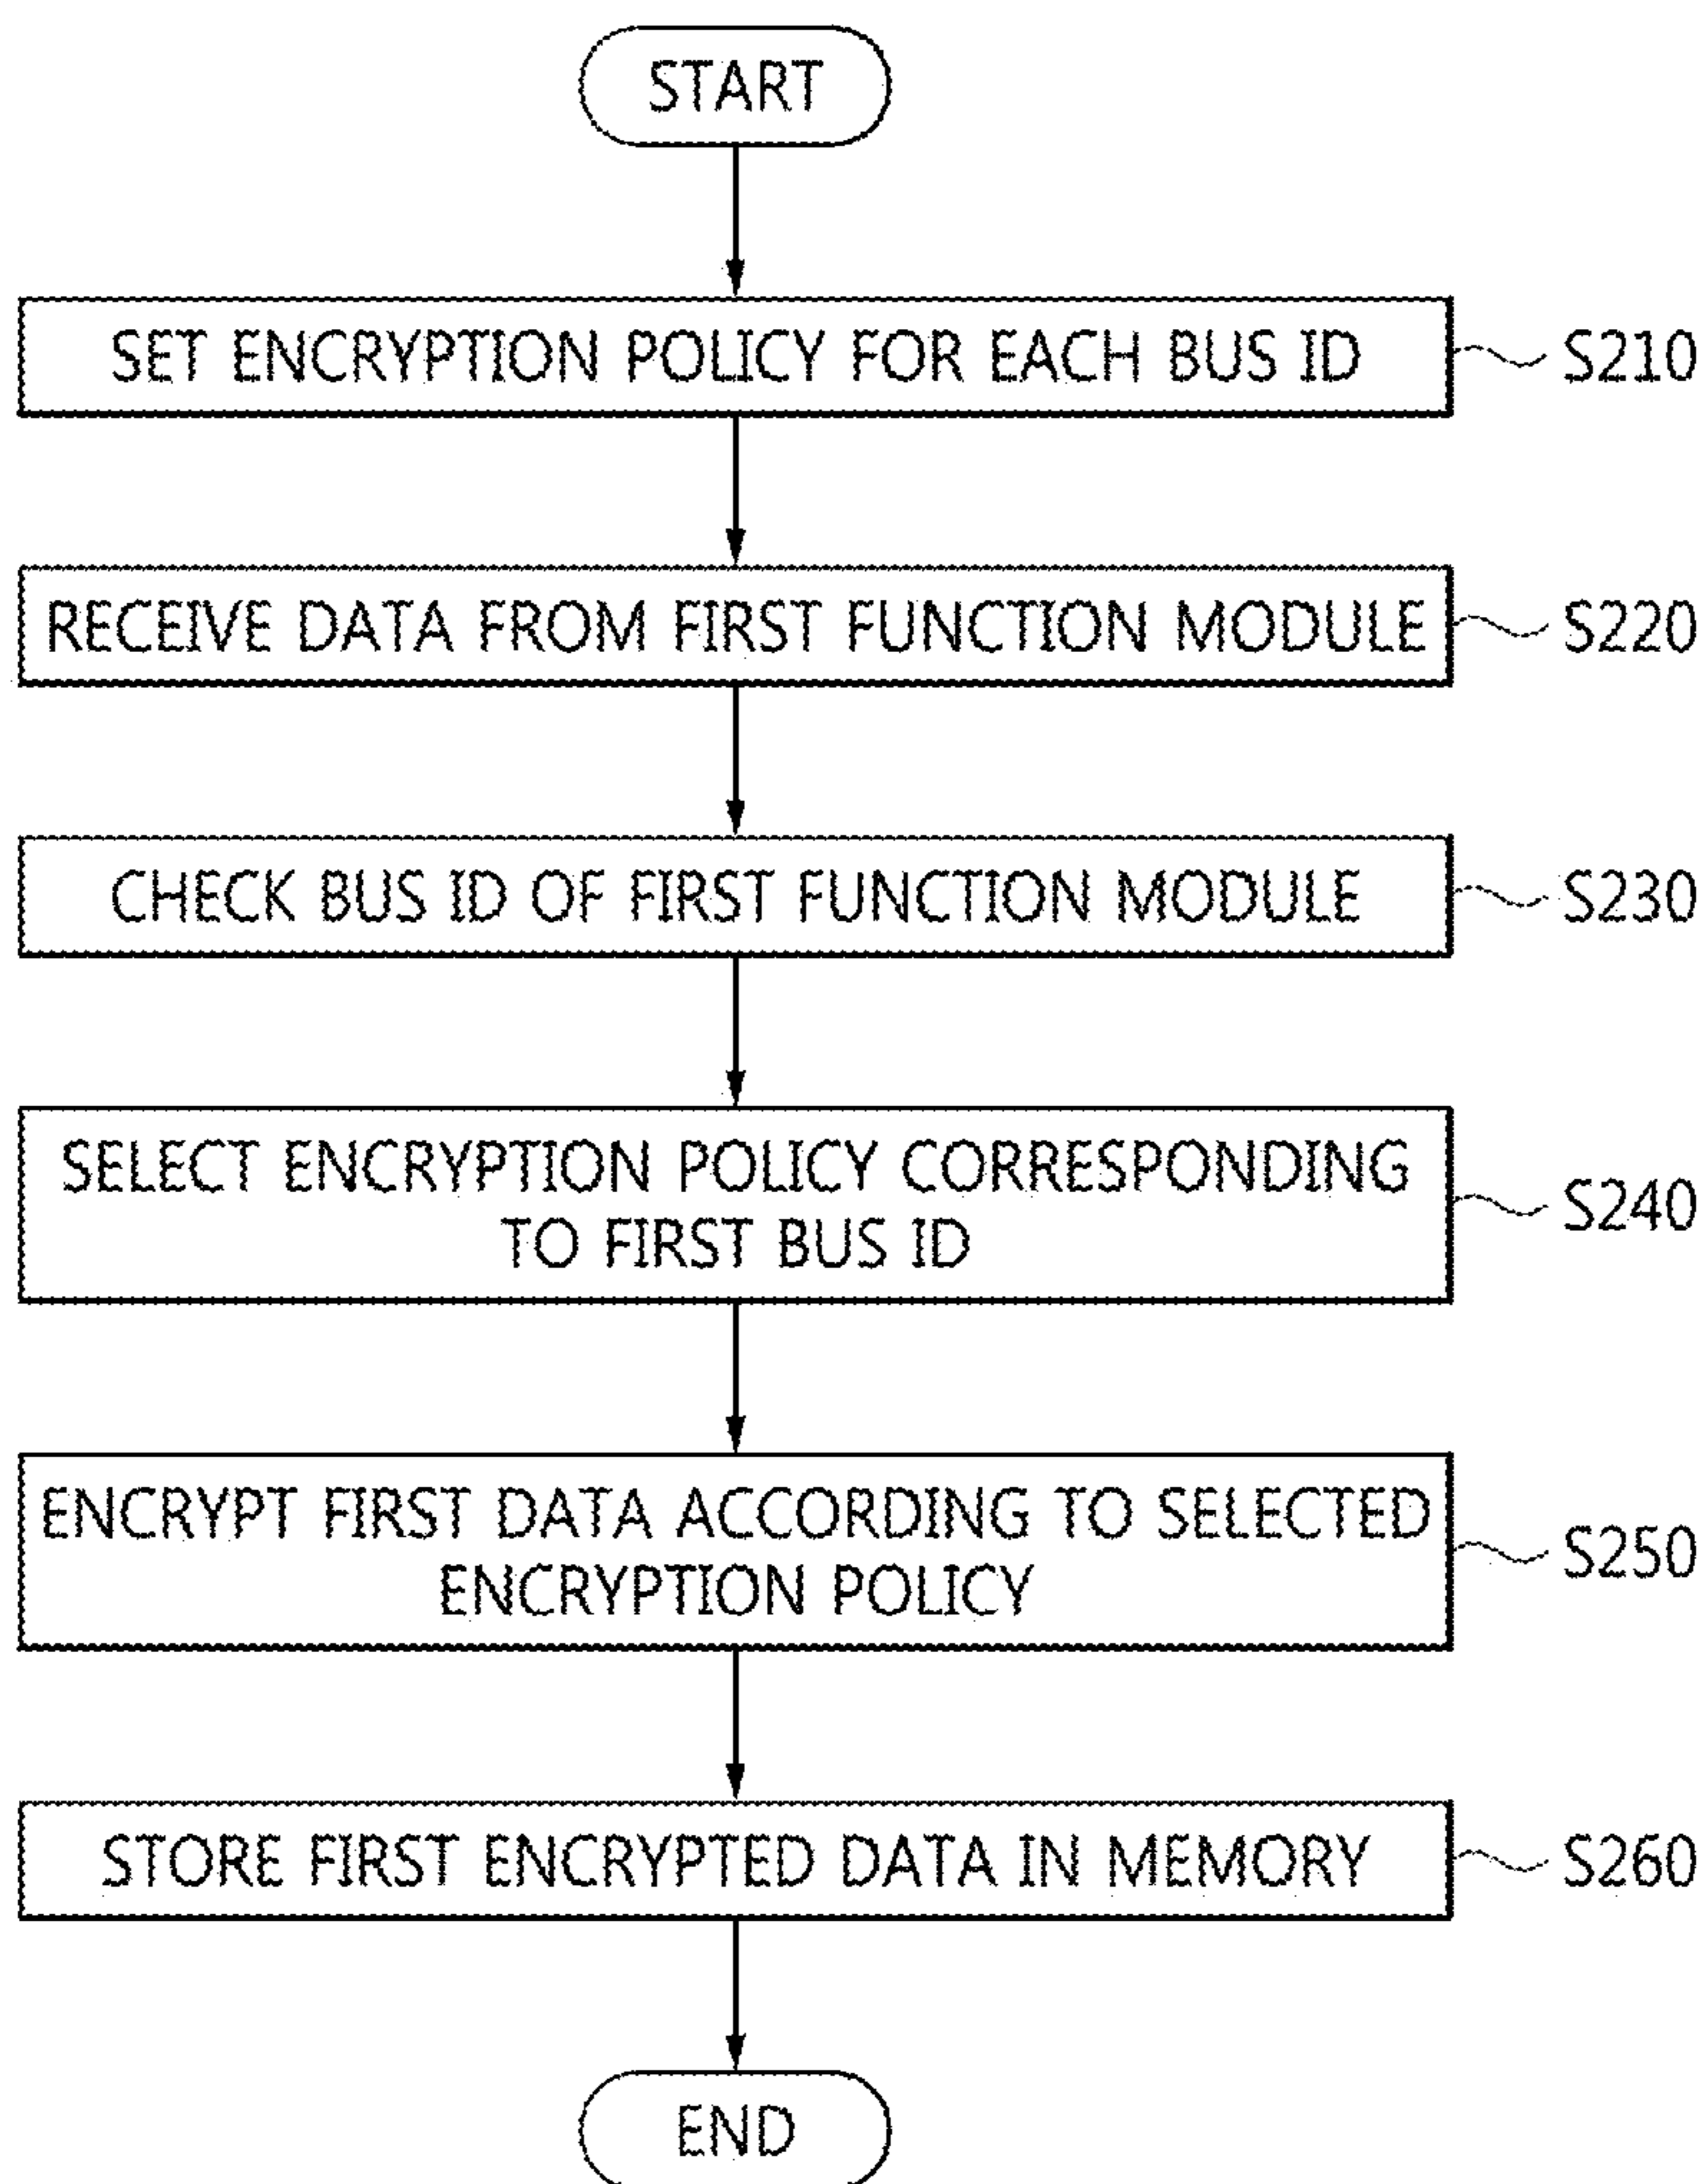 START
SET ENCRYPTION POLICY FOR EACH BUS ID
S210
RECEIVE DATA FROM FIRST FUNCTION MODULE
S220
CHECK BUS ID OF FIRST FUNCTION MODULE
S230
SELECT ENCRYPTION POLICY CORRESPONDING
TO FIRST BUS ID
S240
ENCRYPT FIRST DATA ACCORDING TO SELECTED
ENCRYPTION POLICY
S250
STORE FIRST ENCRYPTED DATA IN MEMORY
S260
END